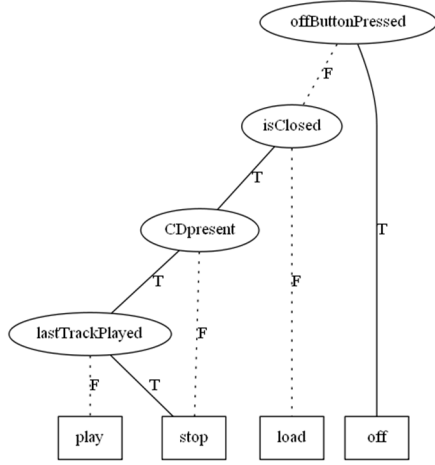 offButtonPressed
F
isClosed
T
CDpresent
T
F
F
T
lastTrackPlayed
F
T
play
stop
load
off